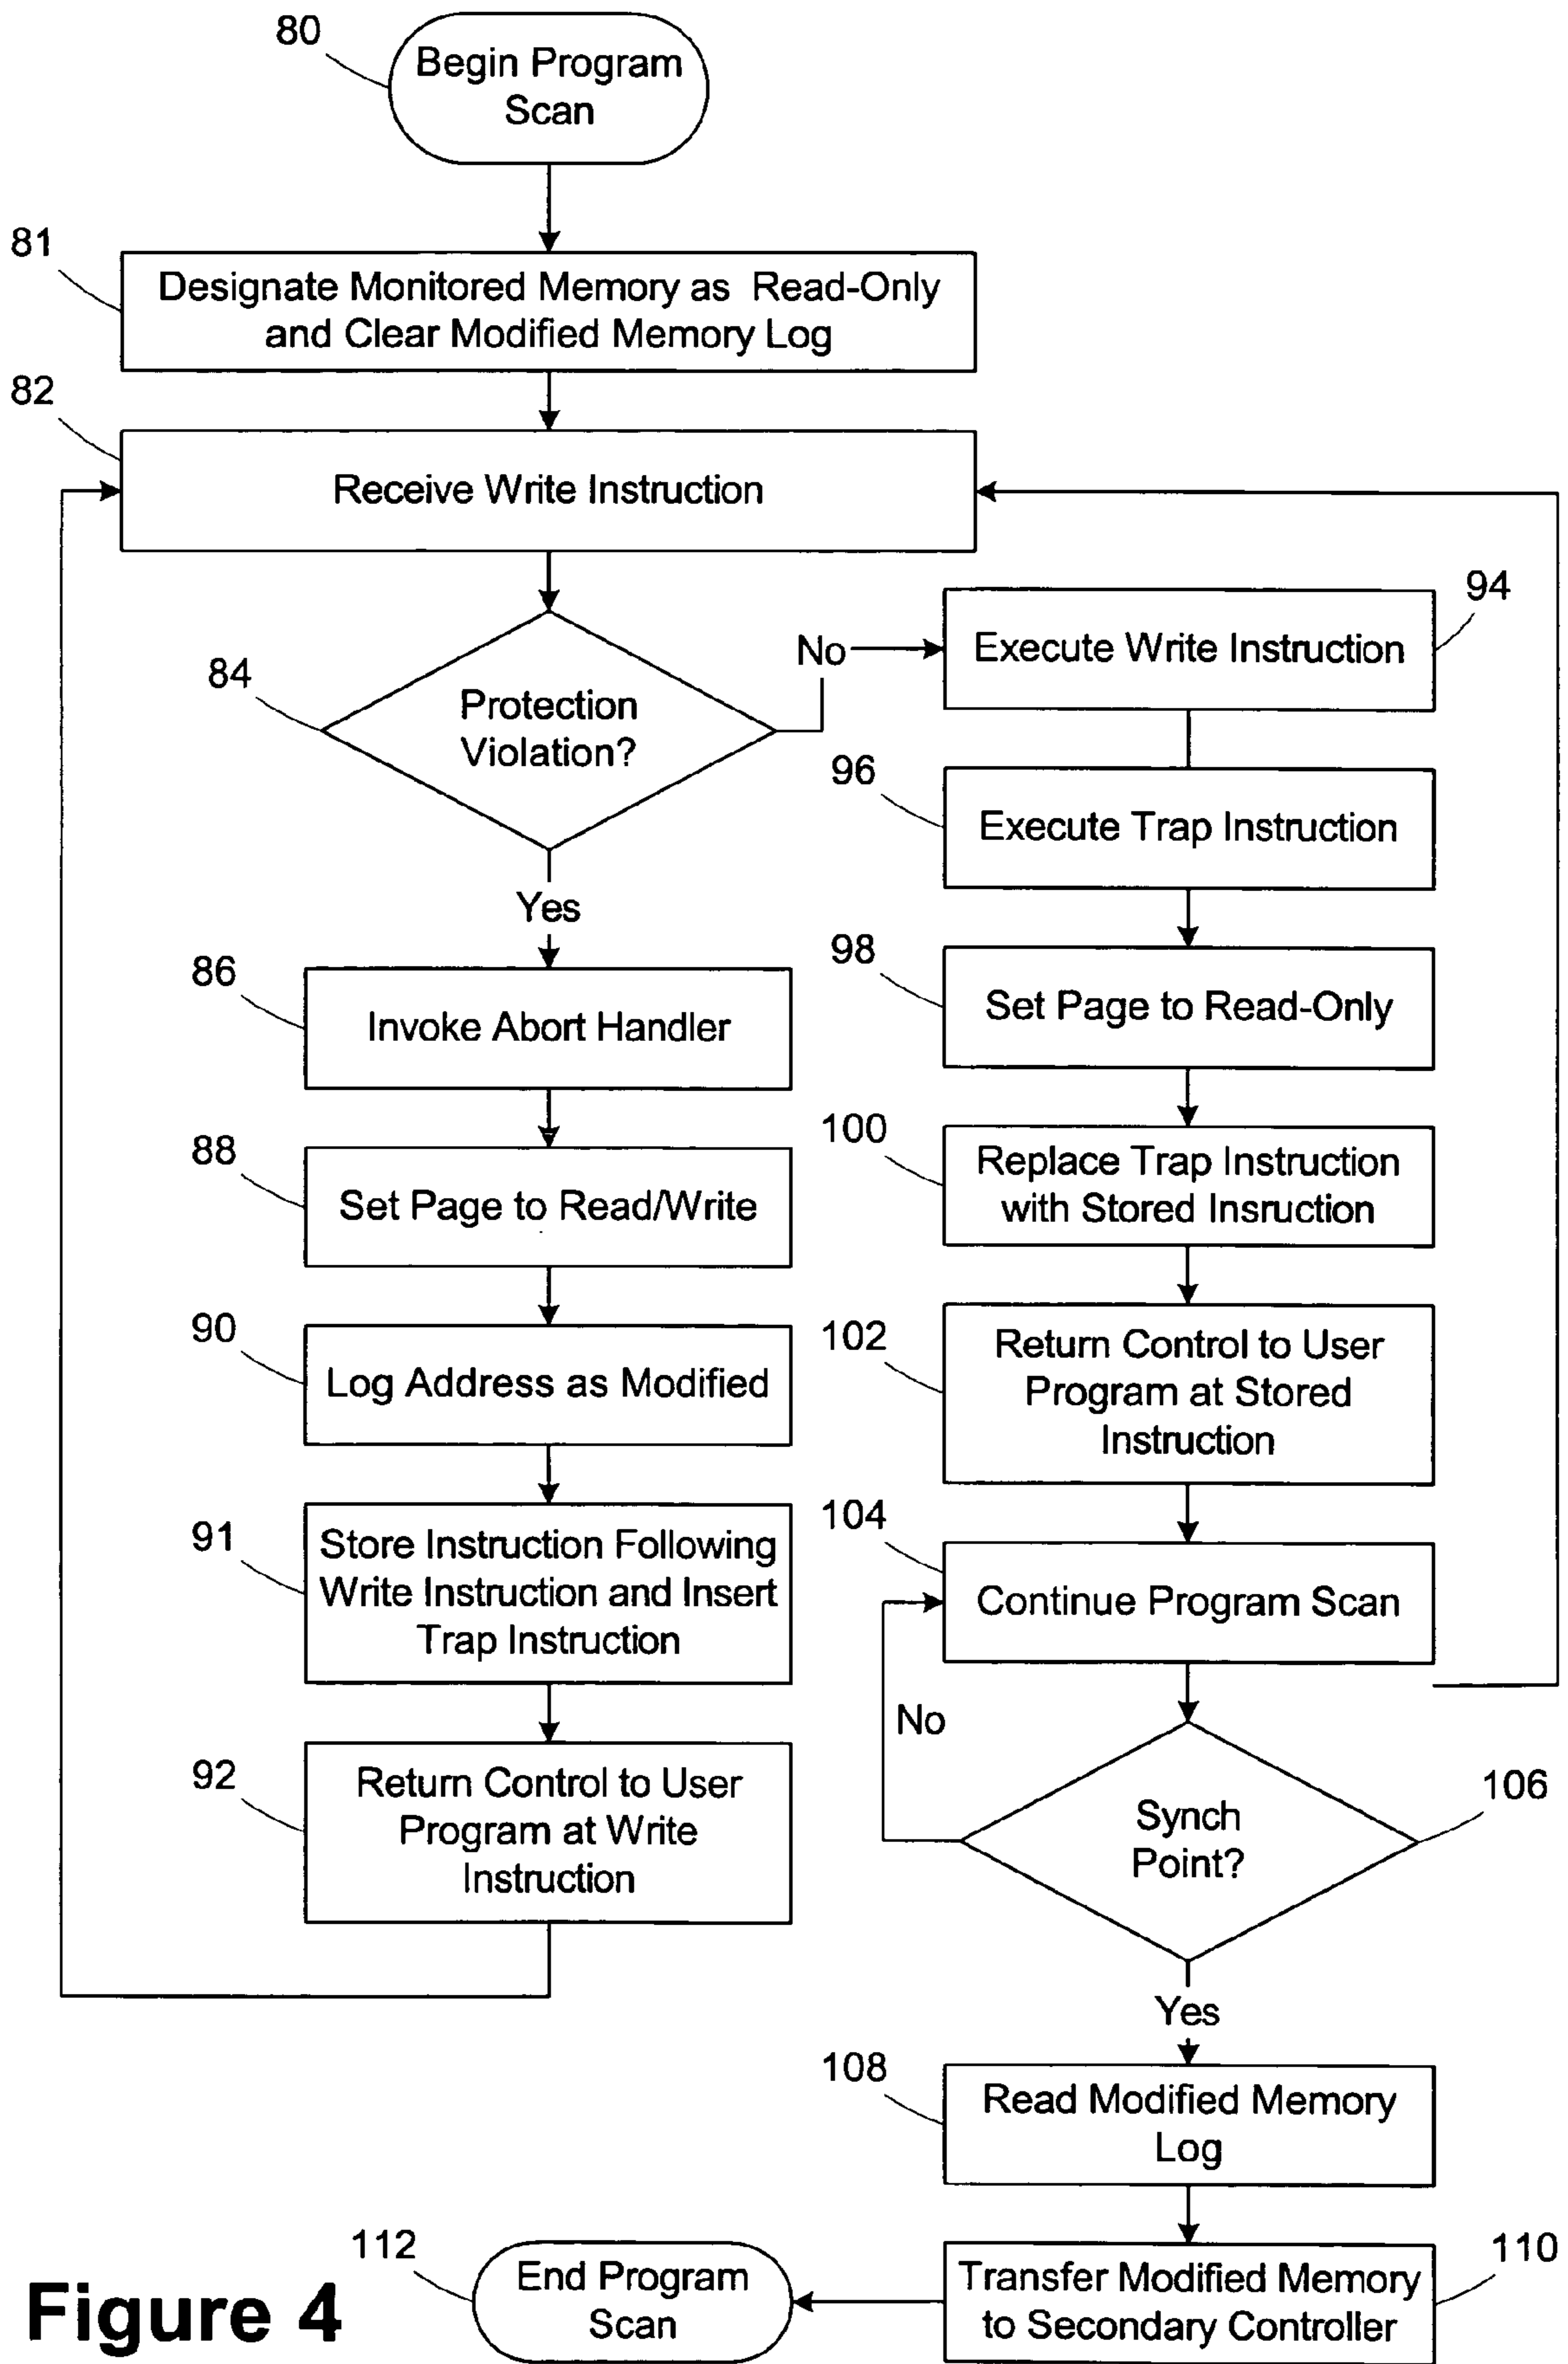 80
Begin Program
Scan
81
Designate Monitored Memory as Read-Only
and Clear Modified Memory Log
82
Receive Write Instruction
84
Protection
Violation?
No
Execute Write Instruction
94
96
Execute Trap Instruction
Yes
86
Invoke Abort Handler
98
Set Page to Read-Only
88
Set Page to Read/Write
100
Replace Trap Instruction
with Stored Insruction
90
Log Address as Modified
102
Return Control to User
Program at Stored
Instruction
91
Store Instruction Following
Write Instruction and Insert
Trap Instruction
104
Continue Program Scan
No
92
Return Control to User
Program at Write
Instruction
Synch
Point?
106
Yes
108
Read Modified Memory
Log
110
Transfer Modified Memory
to Secondary Controller
112
End Program
Scan
Figure 4